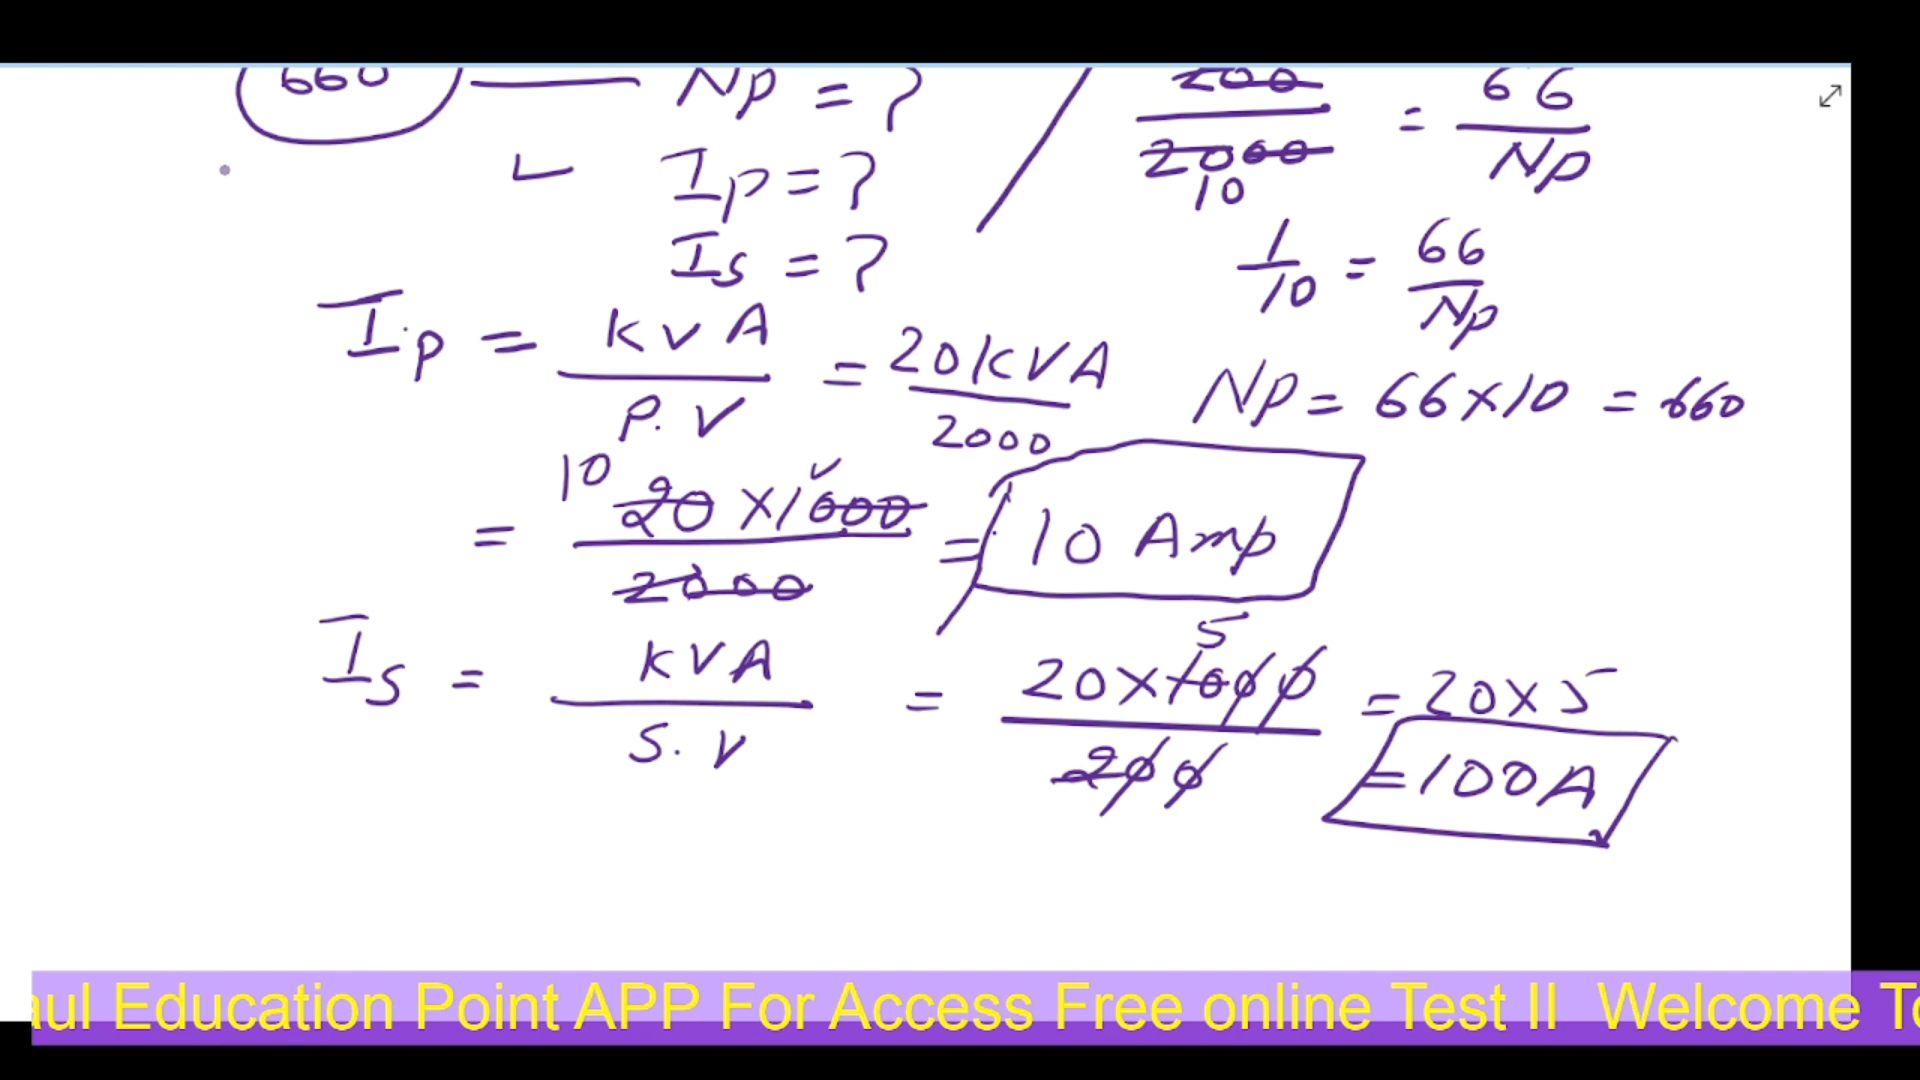 660 Np = ?
Ip = ?
Is = ?
200/2000 10 = 66/Np
1/10 = 66/Np
Np = 66 x 10 = 660
Ip = KVA/P.V = 20KVA/2000
= 10 20 x 1000/2000 = 10 Amp
Is = KVA/S.V = 20 x 1000 5/200 = 20 x 5
= 100A
aul Education Point APP For Access Free online Test II Welcome To